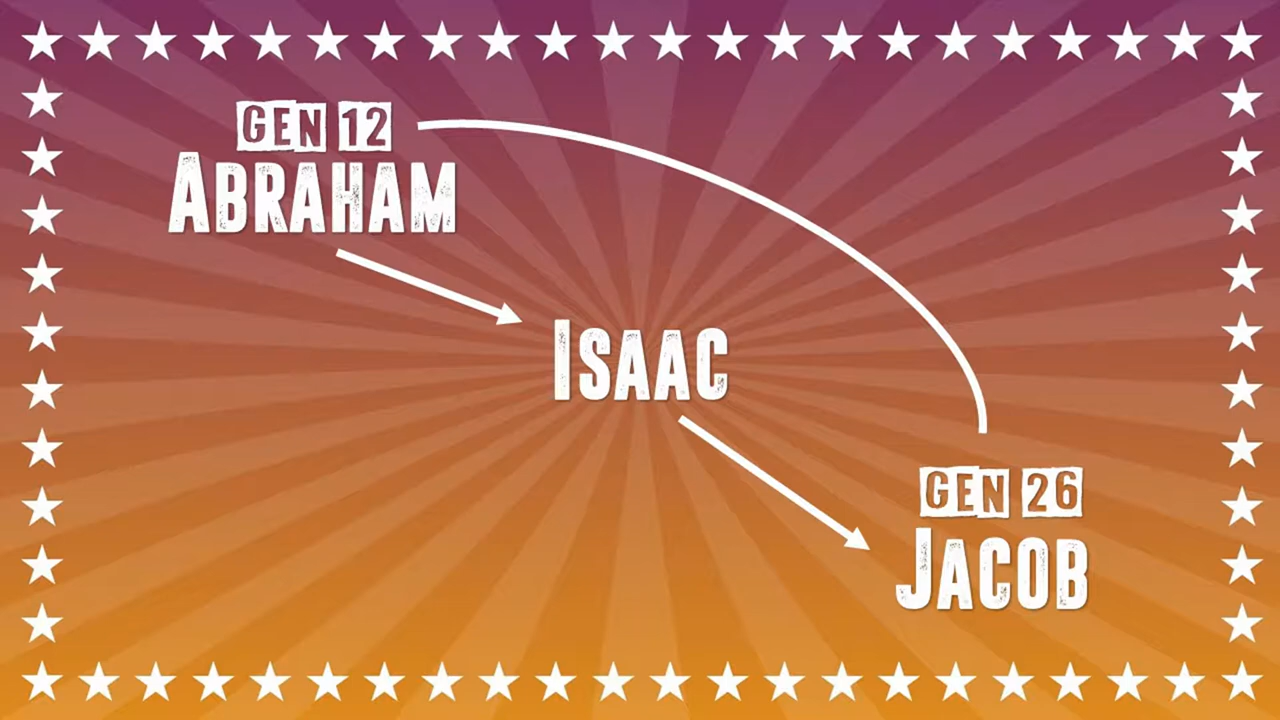 GEN 12
ABRAHAM
ISAAC
GEN 26
JACOB